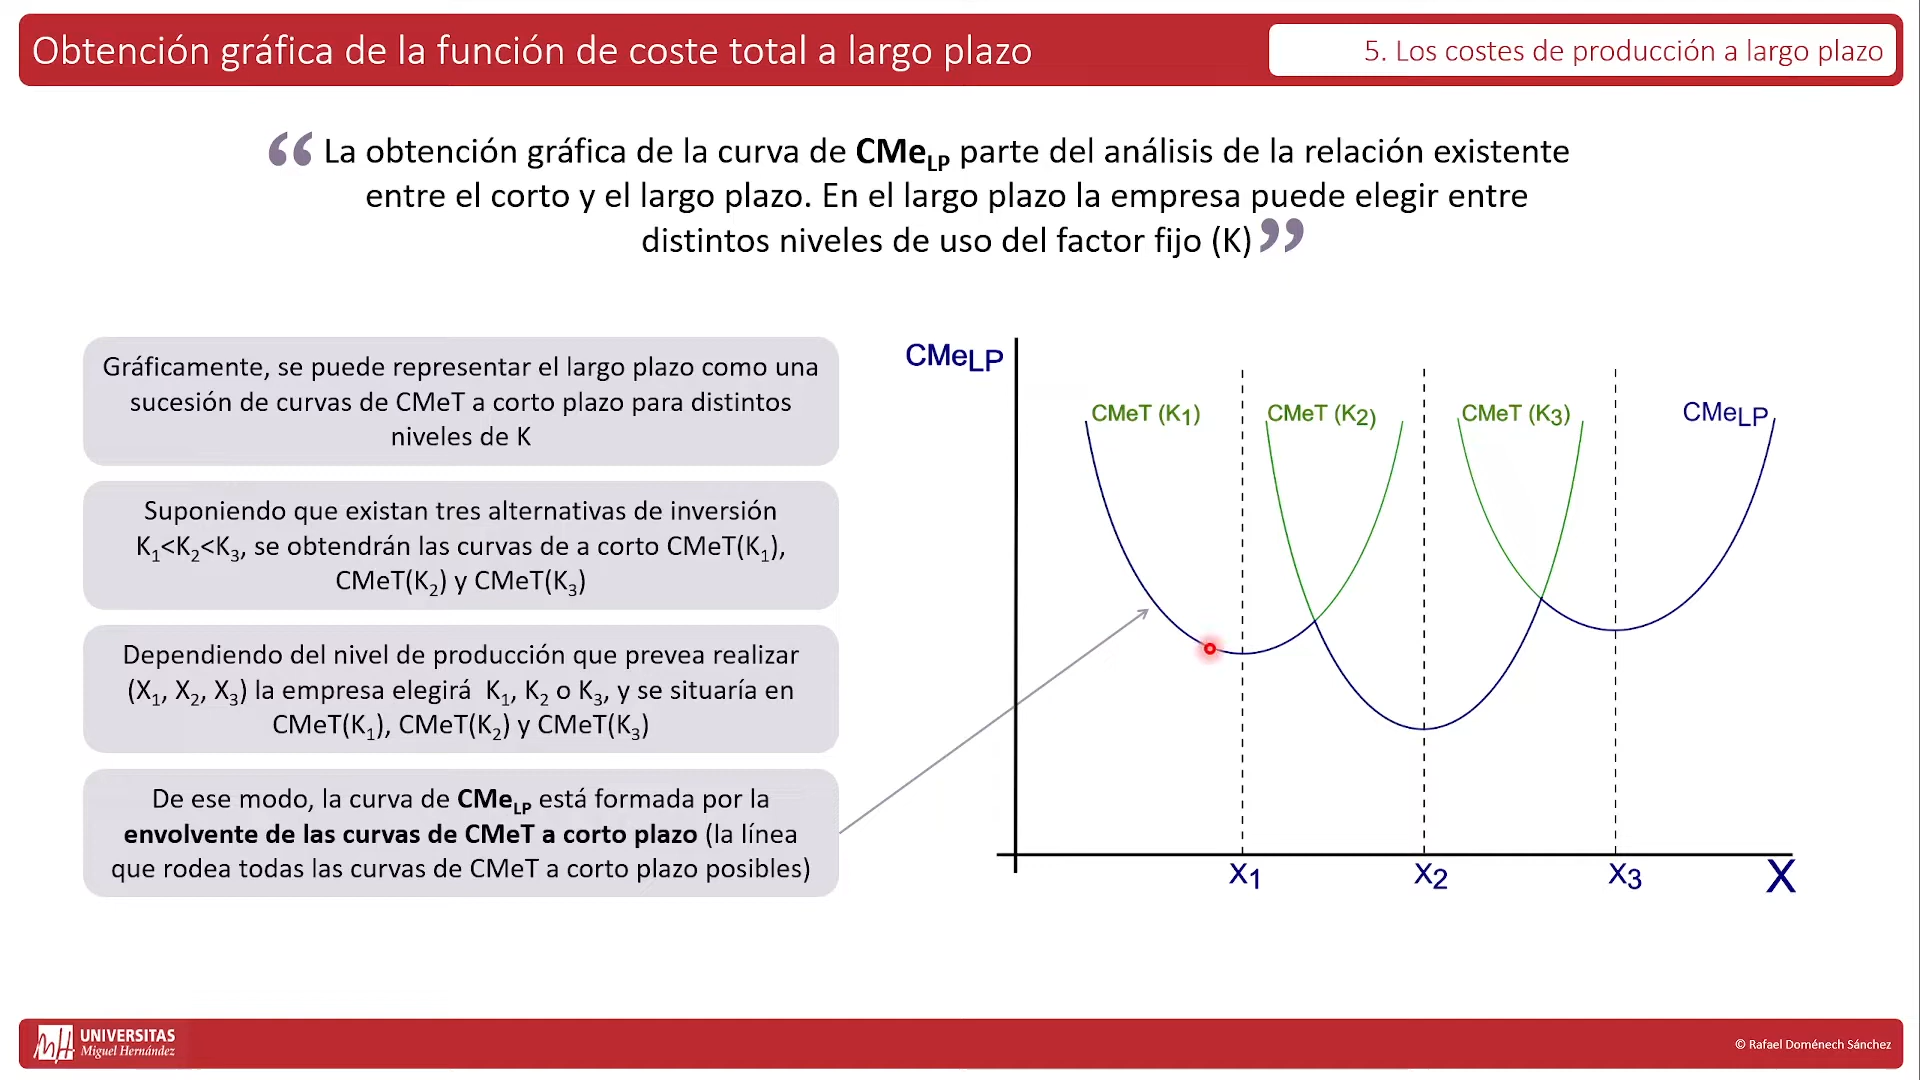 Obtención gráfica de la función de coste total a largo plazo
5. Los costes de producción a largo plazo
“ La obtención gráfica de la curva de CMeLP parte del análisis de la relación existente
entre el corto y el largo plazo. En el largo plazo la empresa puede elegir entre
distintos niveles de uso del factor fijo (K) ”
Gráficamente, se puede representar el largo plazo como una
sucesión de curvas de CMeT a corto plazo para distintos
niveles de K
Suponiendo que existan tres alternativas de inversión
K1<K2<K3, se obtendrán las curvas de a corto CMeT(K1),
CMeT(K2) y CMeT(K3)
Dependiendo del nivel de producción que prevea realizar
(X1, X2, X3) la empresa elegirá K1, K2 o K3, y se situaría en
CMeT(K1), CMeT(K2) y CMeT(K3)
De ese modo, la curva de CMeLP está formada por la
envolvente de las curvas de CMeT a corto plazo (la línea
que rodea todas las curvas de CMeT a corto plazo posibles)
CMeLP
CMeT (K1)
CMeT (K2)
CMeT (K3)
CMeLP
X1
X2
X3
X
UNIVERSITAS
Miguel Hernández
© Rafael Doménech Sánchez